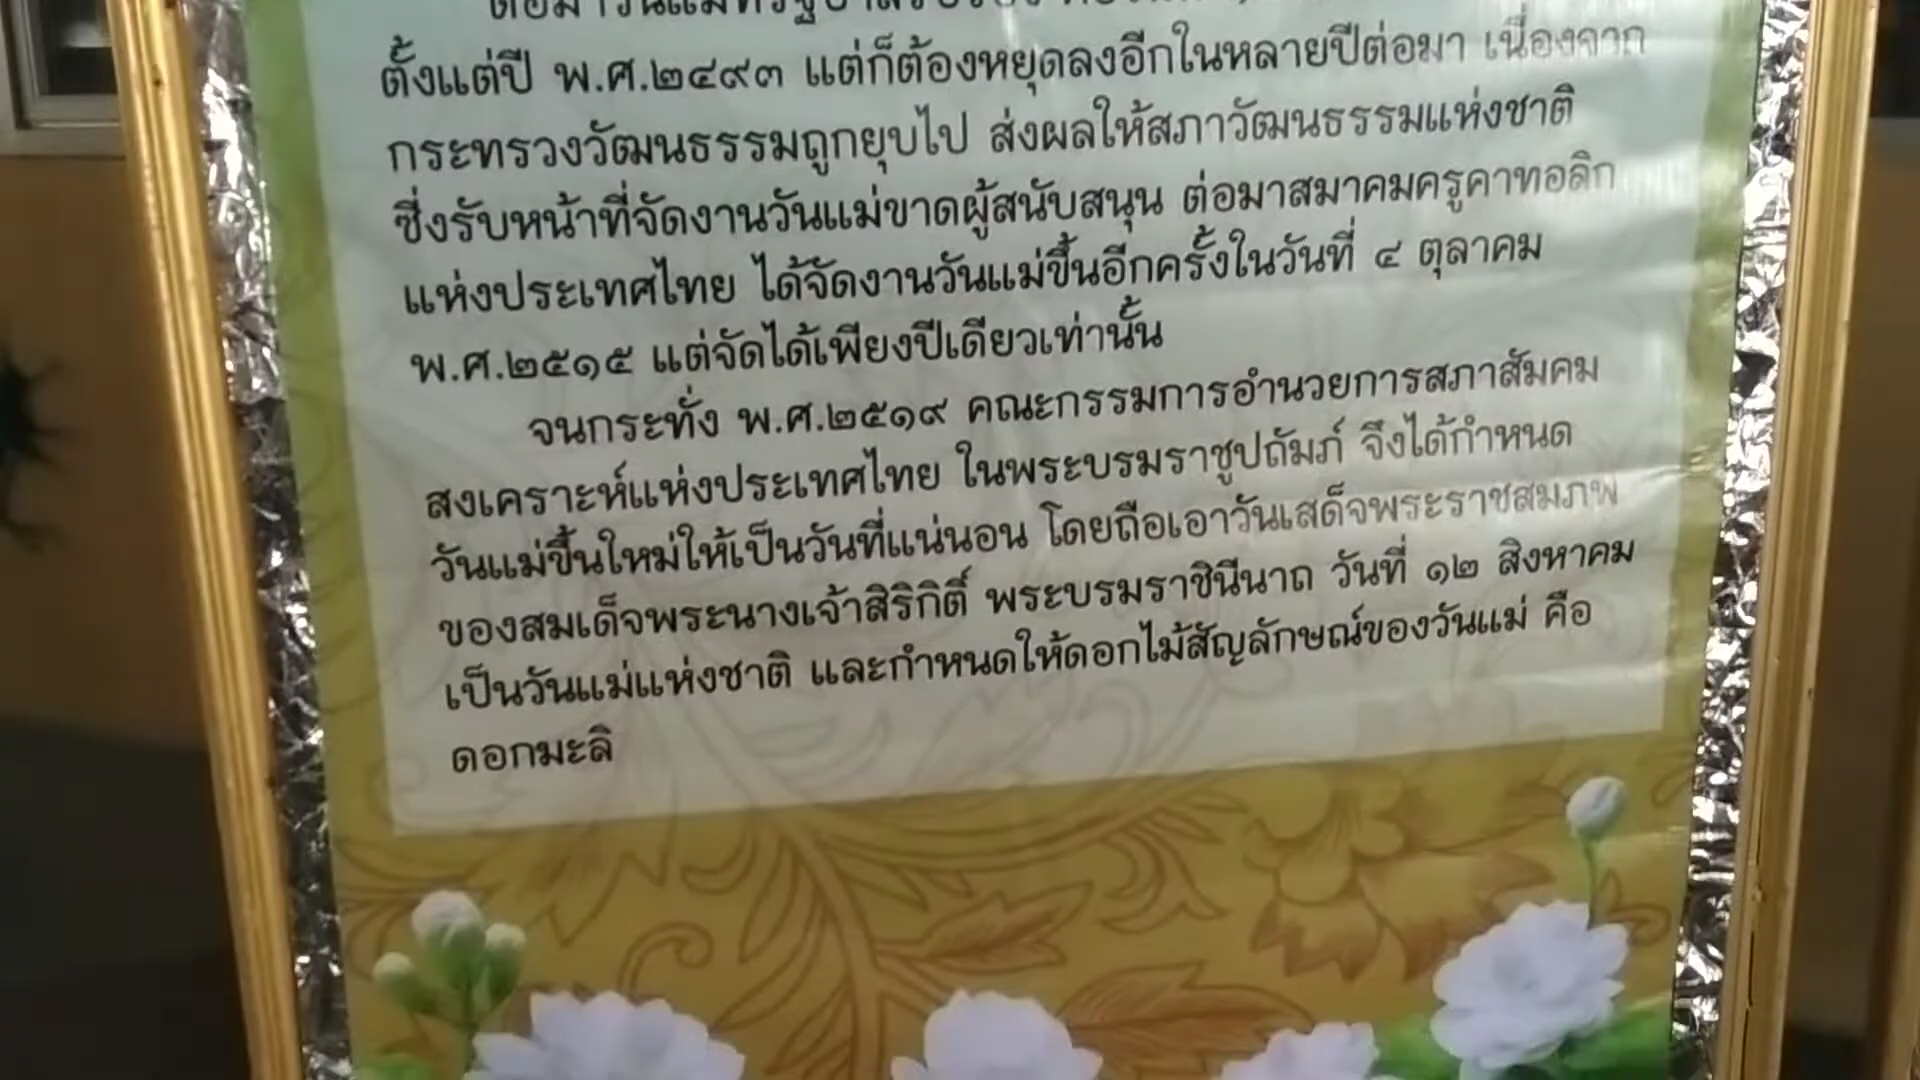 ตั้งแต่ปี พ.ศ.๒๔๙๓ แต่ก็ต้องหยุดลงอีกในหลายปีต่อมา เนื่องจาก
กระทรวงวัฒนธรรมถูกยุบไป ส่งผลให้สภาวัฒนธรรมแห่งชาติ
ซึ่งรับหน้าที่จัดงานวันแม่ขาดผู้สนับสนุน ต่อมาสมาคมครูคาทอลิก
แห่งประเทศไทย ได้จัดงานวันแม่ขึ้นอีกครั้งในวันที่ ๔ ตุลาคม
พ.ศ.๒๕๑๕ แต่จัดได้เพียงปีเดียวเท่านั้น
จนกระทั่ง พ.ศ.๒๕๑๙ คณะกรรมการอำนวยการสภาสัมคม
สงเคราะห์แห่งประเทศไทย ในพระบรมราชูปถัมภ์ จึงได้กำหนด
วันแม่ขึ้นใหม่ให้เป็นวันที่แน่นอน โดยถือเอาวันเสด็จพระราชสมภพ
ของสมเด็จพระนางเจ้าสิริกิติ์ พระบรมราชินีนาถ วันที่ ๑๒ สิงหาคม
เป็นวันแม่แห่งชาติ และกำหนดให้ดอกไม้สัญลักษณ์ของวันแม่ คือ
ดอกมะลิ